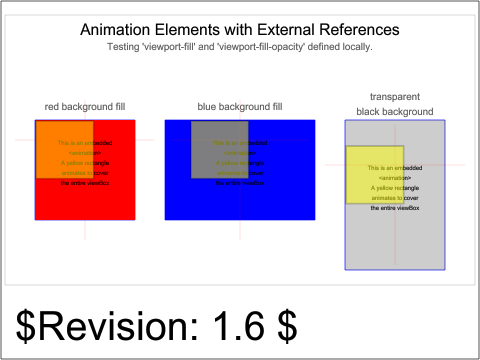 Animation Elements with External References
Testing 'viewport-fill' and 'viewport-fill-opacity' defined locally.
red background fill
This is an embedded
<animation>
A yellow rectangle
animates to cover
the entire viewBox
blue background fill
This is an embedded
<animation>
A yellow rectangle
animates to cover
the entire viewBox
transparent
black background
This is an embedded
<animation>
A yellow rectangle
animates to cover
the entire viewBox
$Revision: 1.6 $